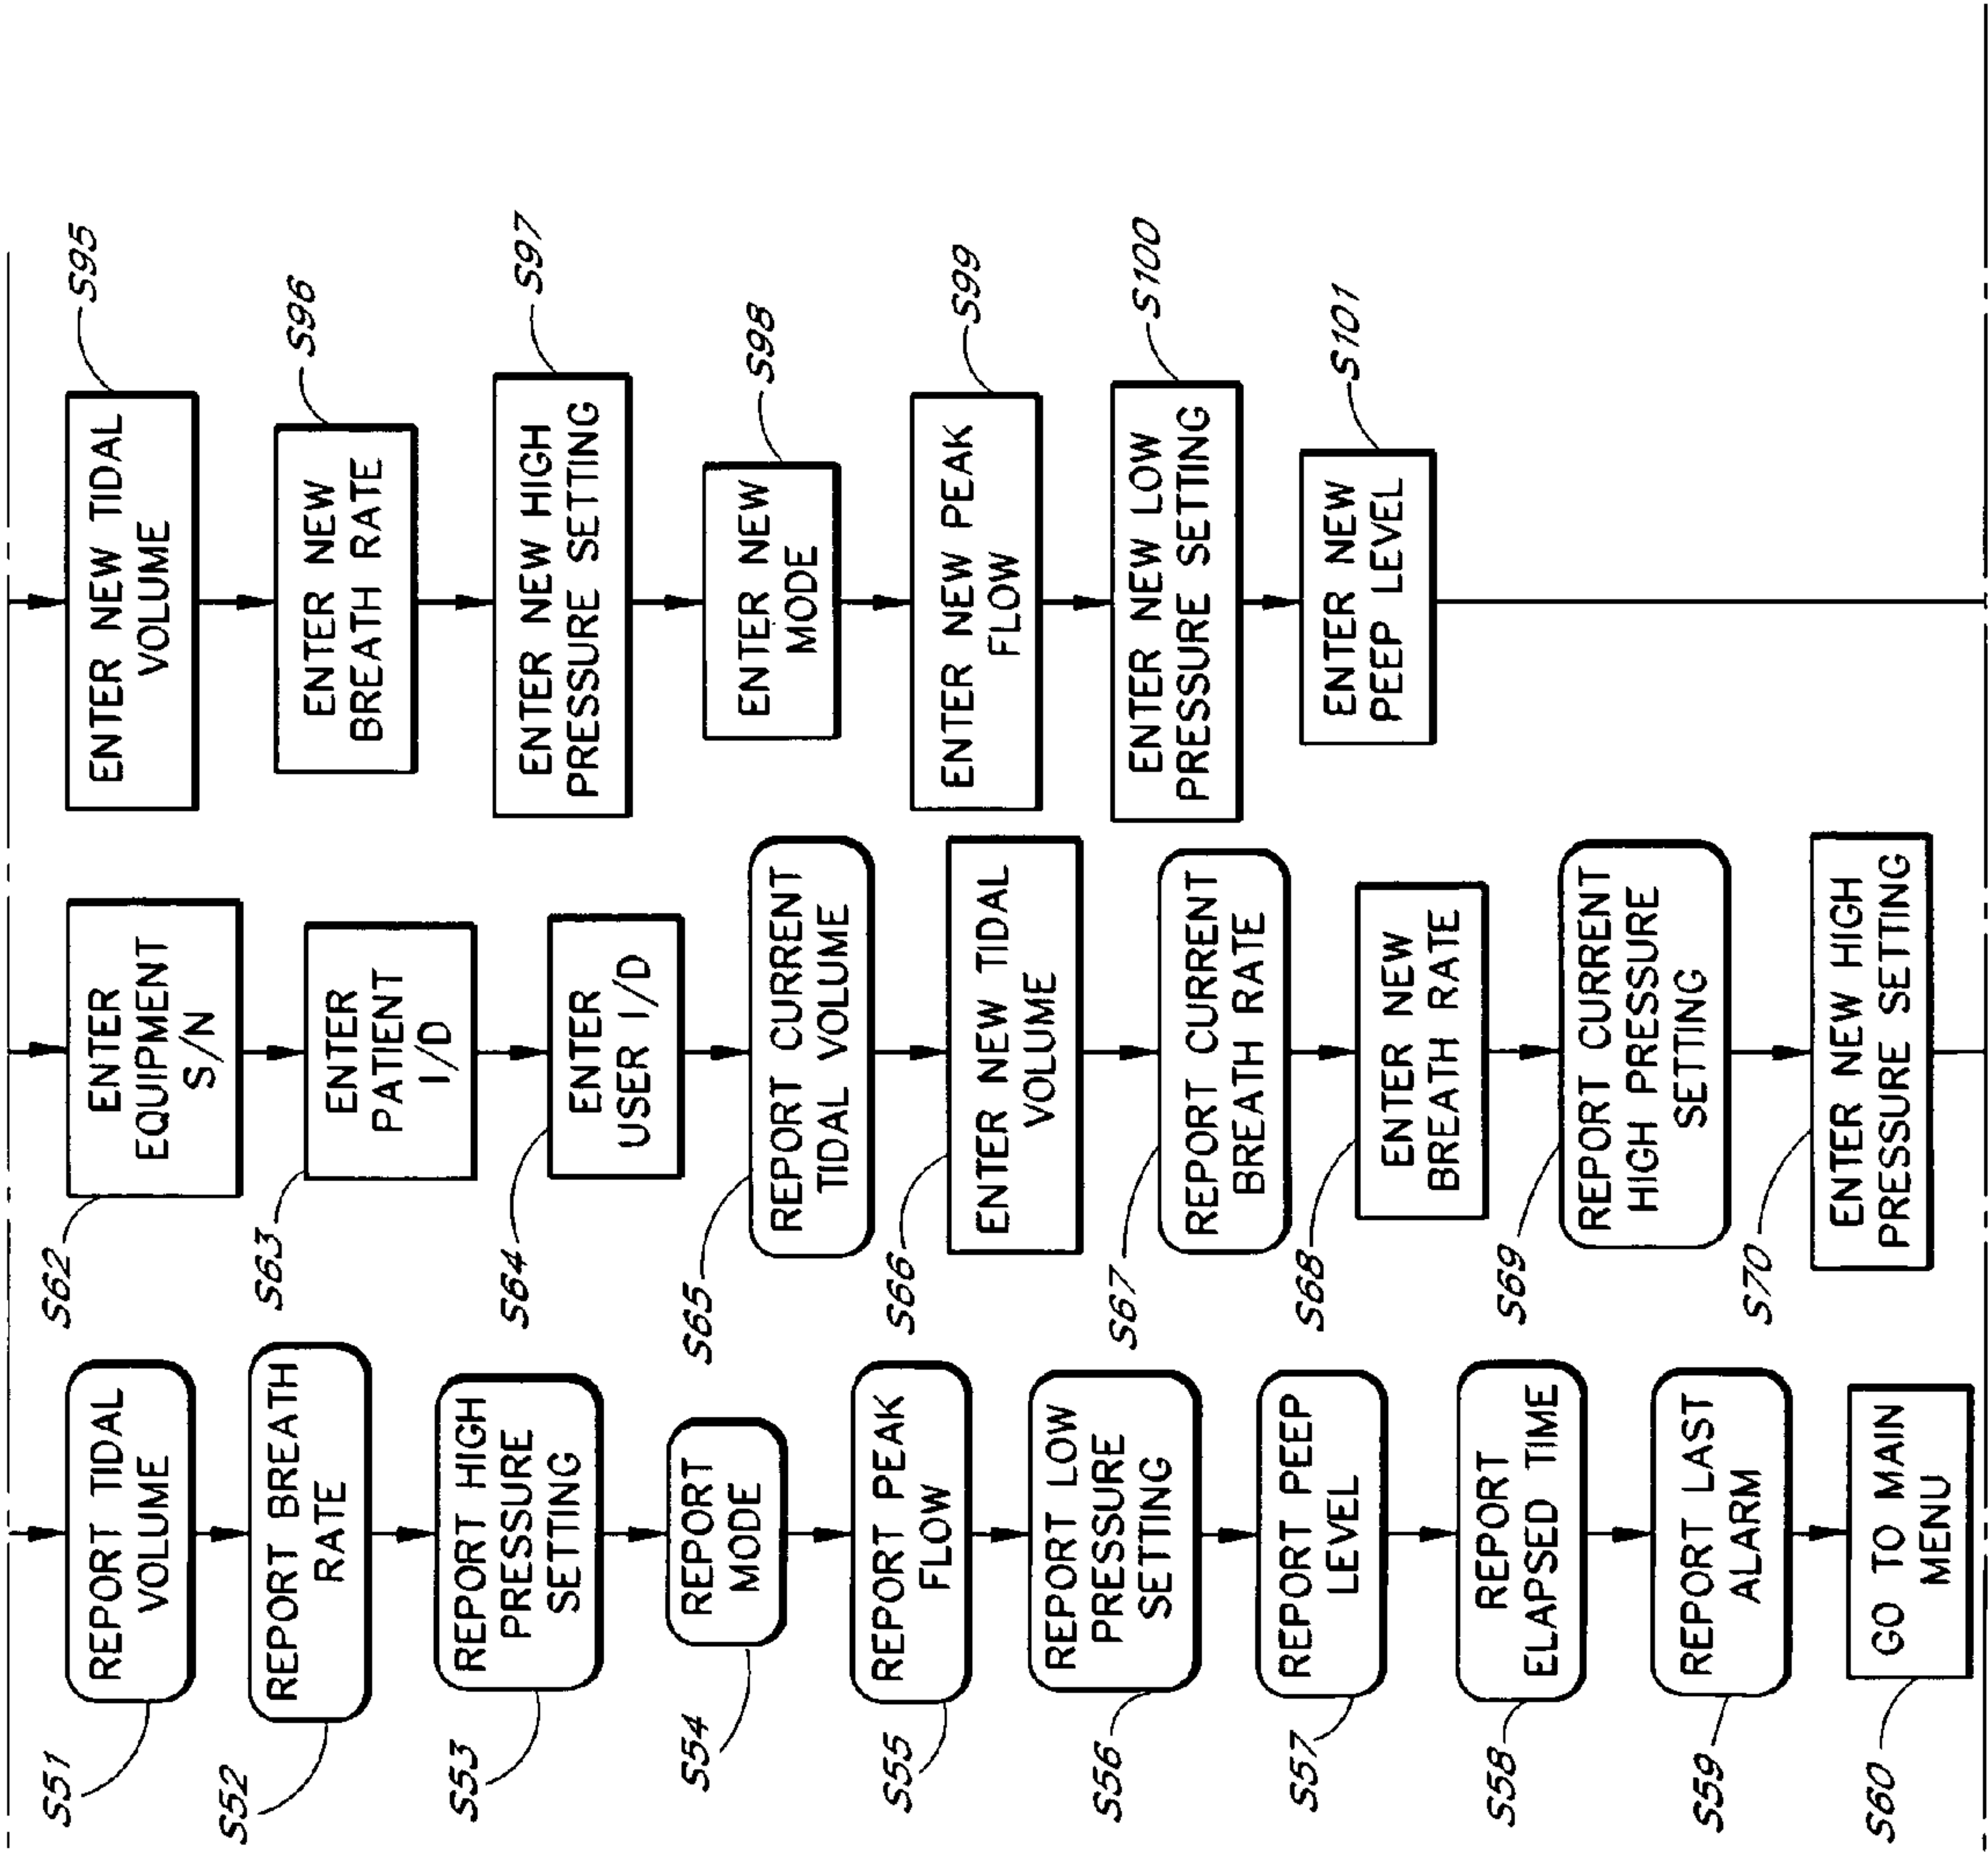 S51
REPORT TIDAL
VOLUME
S52
REPORT BREATH
RATE
S53
REPORT HIGH
PRESSURE
SETTING
S54
REPORT
MODE
S55
REPORT PEAK
FLOW
S56
REPORT LOW
PRESSURE
SETTING
S57
REPORT PEEP
LEVEL
S58
REPORT
ELAPSED TIME
S59
REPORT LAST
ALARM
S60
GO TO MAIN
MENU
S62
ENTER
EQUIPMENT
S/N
S63
ENTER
PATIENT
I/D
S64
ENTER
USER I/D
S65
REPORT CURRENT
TIDAL VOLUME
S66
ENTER NEW TIDAL
VOLUME
S67
REPORT CURRENT
BREATH RATE
S68
ENTER NEW
BREATH RATE
S69
REPORT CURRENT
HIGH PRESSURE
SETTING
S70
ENTER NEW HIGH
PRESSURE SETTING
S95
ENTER NEW TIDAL
VOLUME
S96
ENTER NEW
BREATH RATE
S97
ENTER NEW HIGH
PRESSURE SETTING
S98
ENTER NEW
MODE
S99
ENTER NEW PEAK
FLOW
S100
ENTER NEW LOW
PRESSURE SETTING
S101
ENTER NEW
PEEP LEVEL